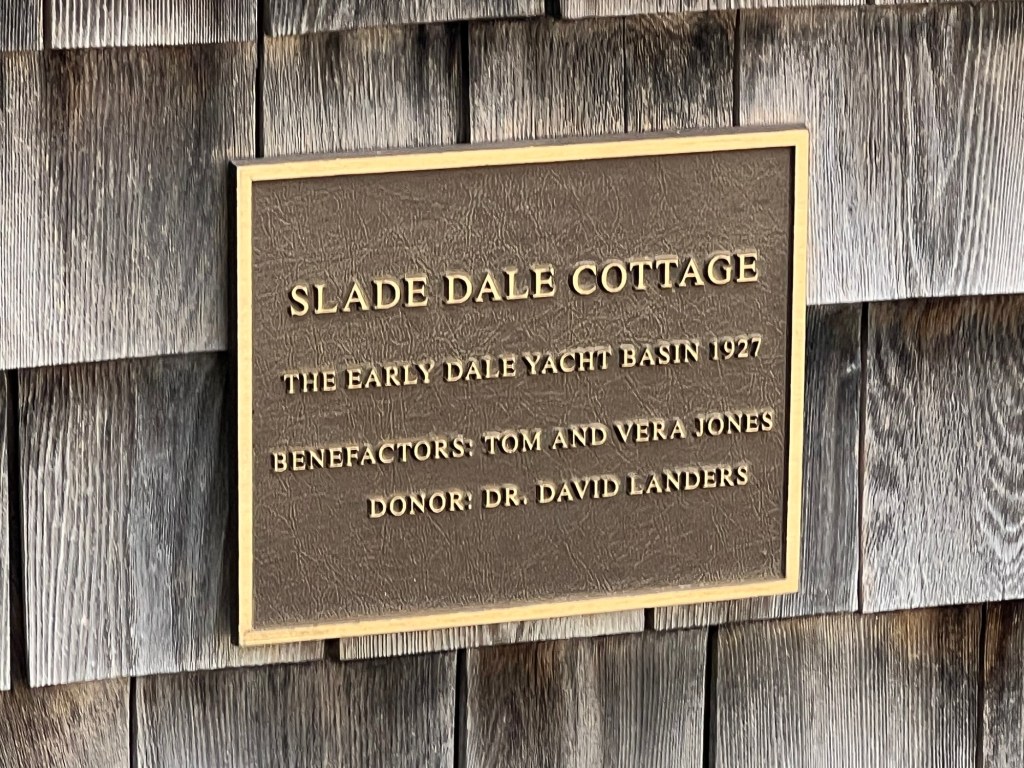 SLADE DALE COTTAGE
THE EARLY DALE YACHT BASIN 1927
BENEFACTORS: TOM AND VERA JONES
DONOR: DR. DAVID LANDERS